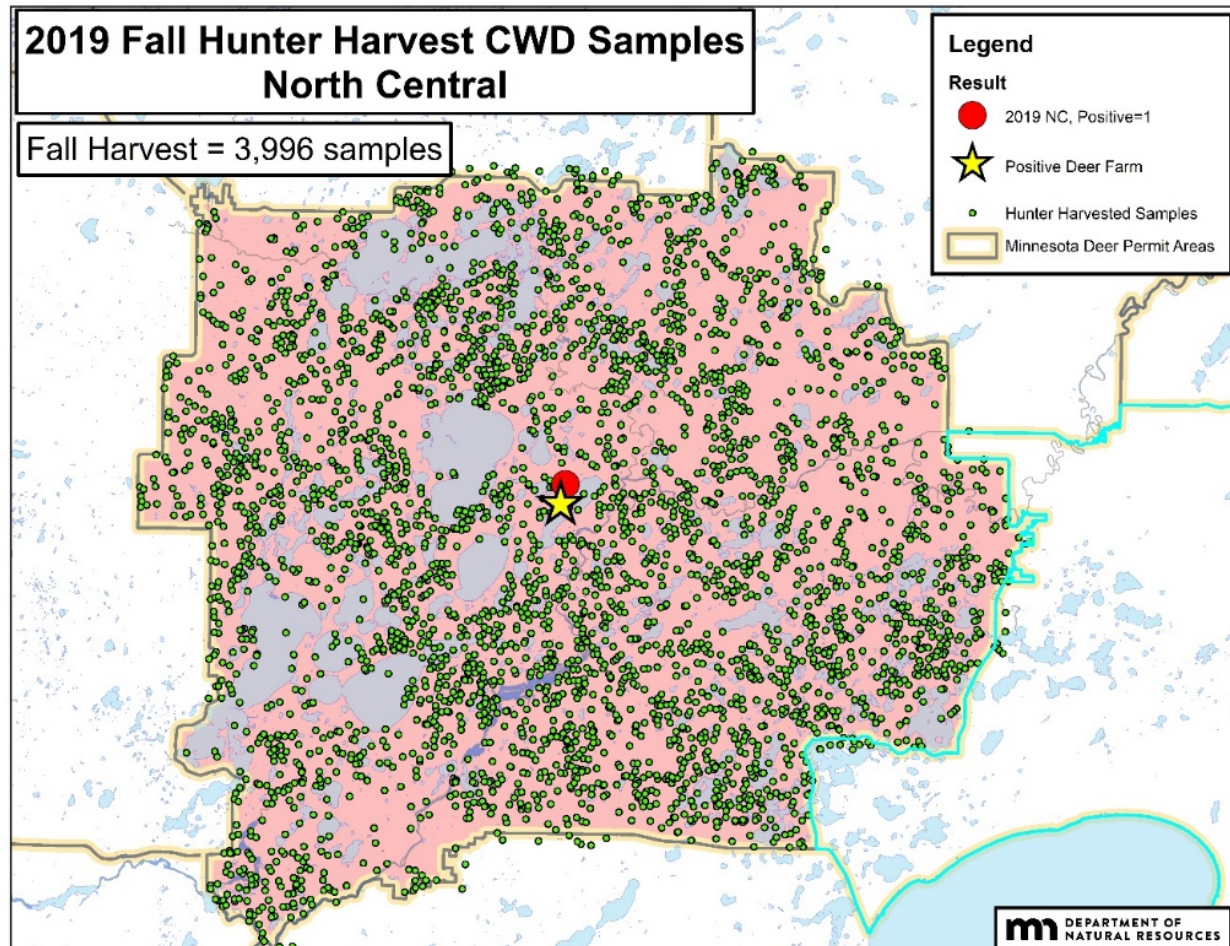 2019 Fall Hunter Harvest CWD Samples
North Central
Fall Harvest = 3,996 samples
Legend
Result
2019 NC, Positive=1
Positive Deer Farm
Hunter Harvested Samples
Minnesota Deer Permit Areas
DEPARTMENT OF
NATURAL RESOURCES